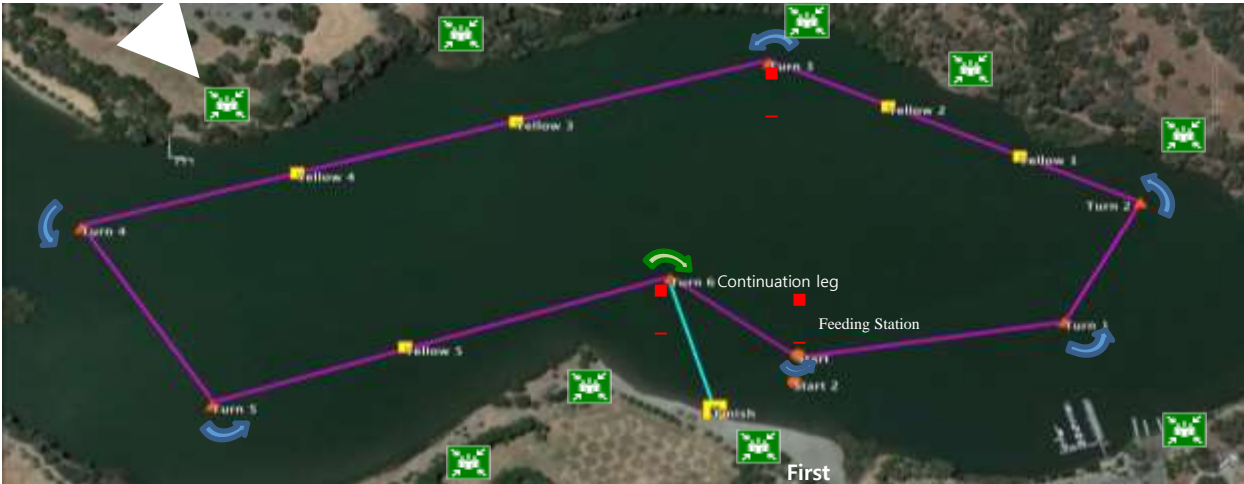 Turn 3
Yellow 2
Yellow 3
Yellow 1
Yellow 4
Turn 2
Turn 4
Turn 6 Continuation leg
Feeding Station
Turn 1
Yellow 5
Start
Start 2
Turn 5
Finish
First